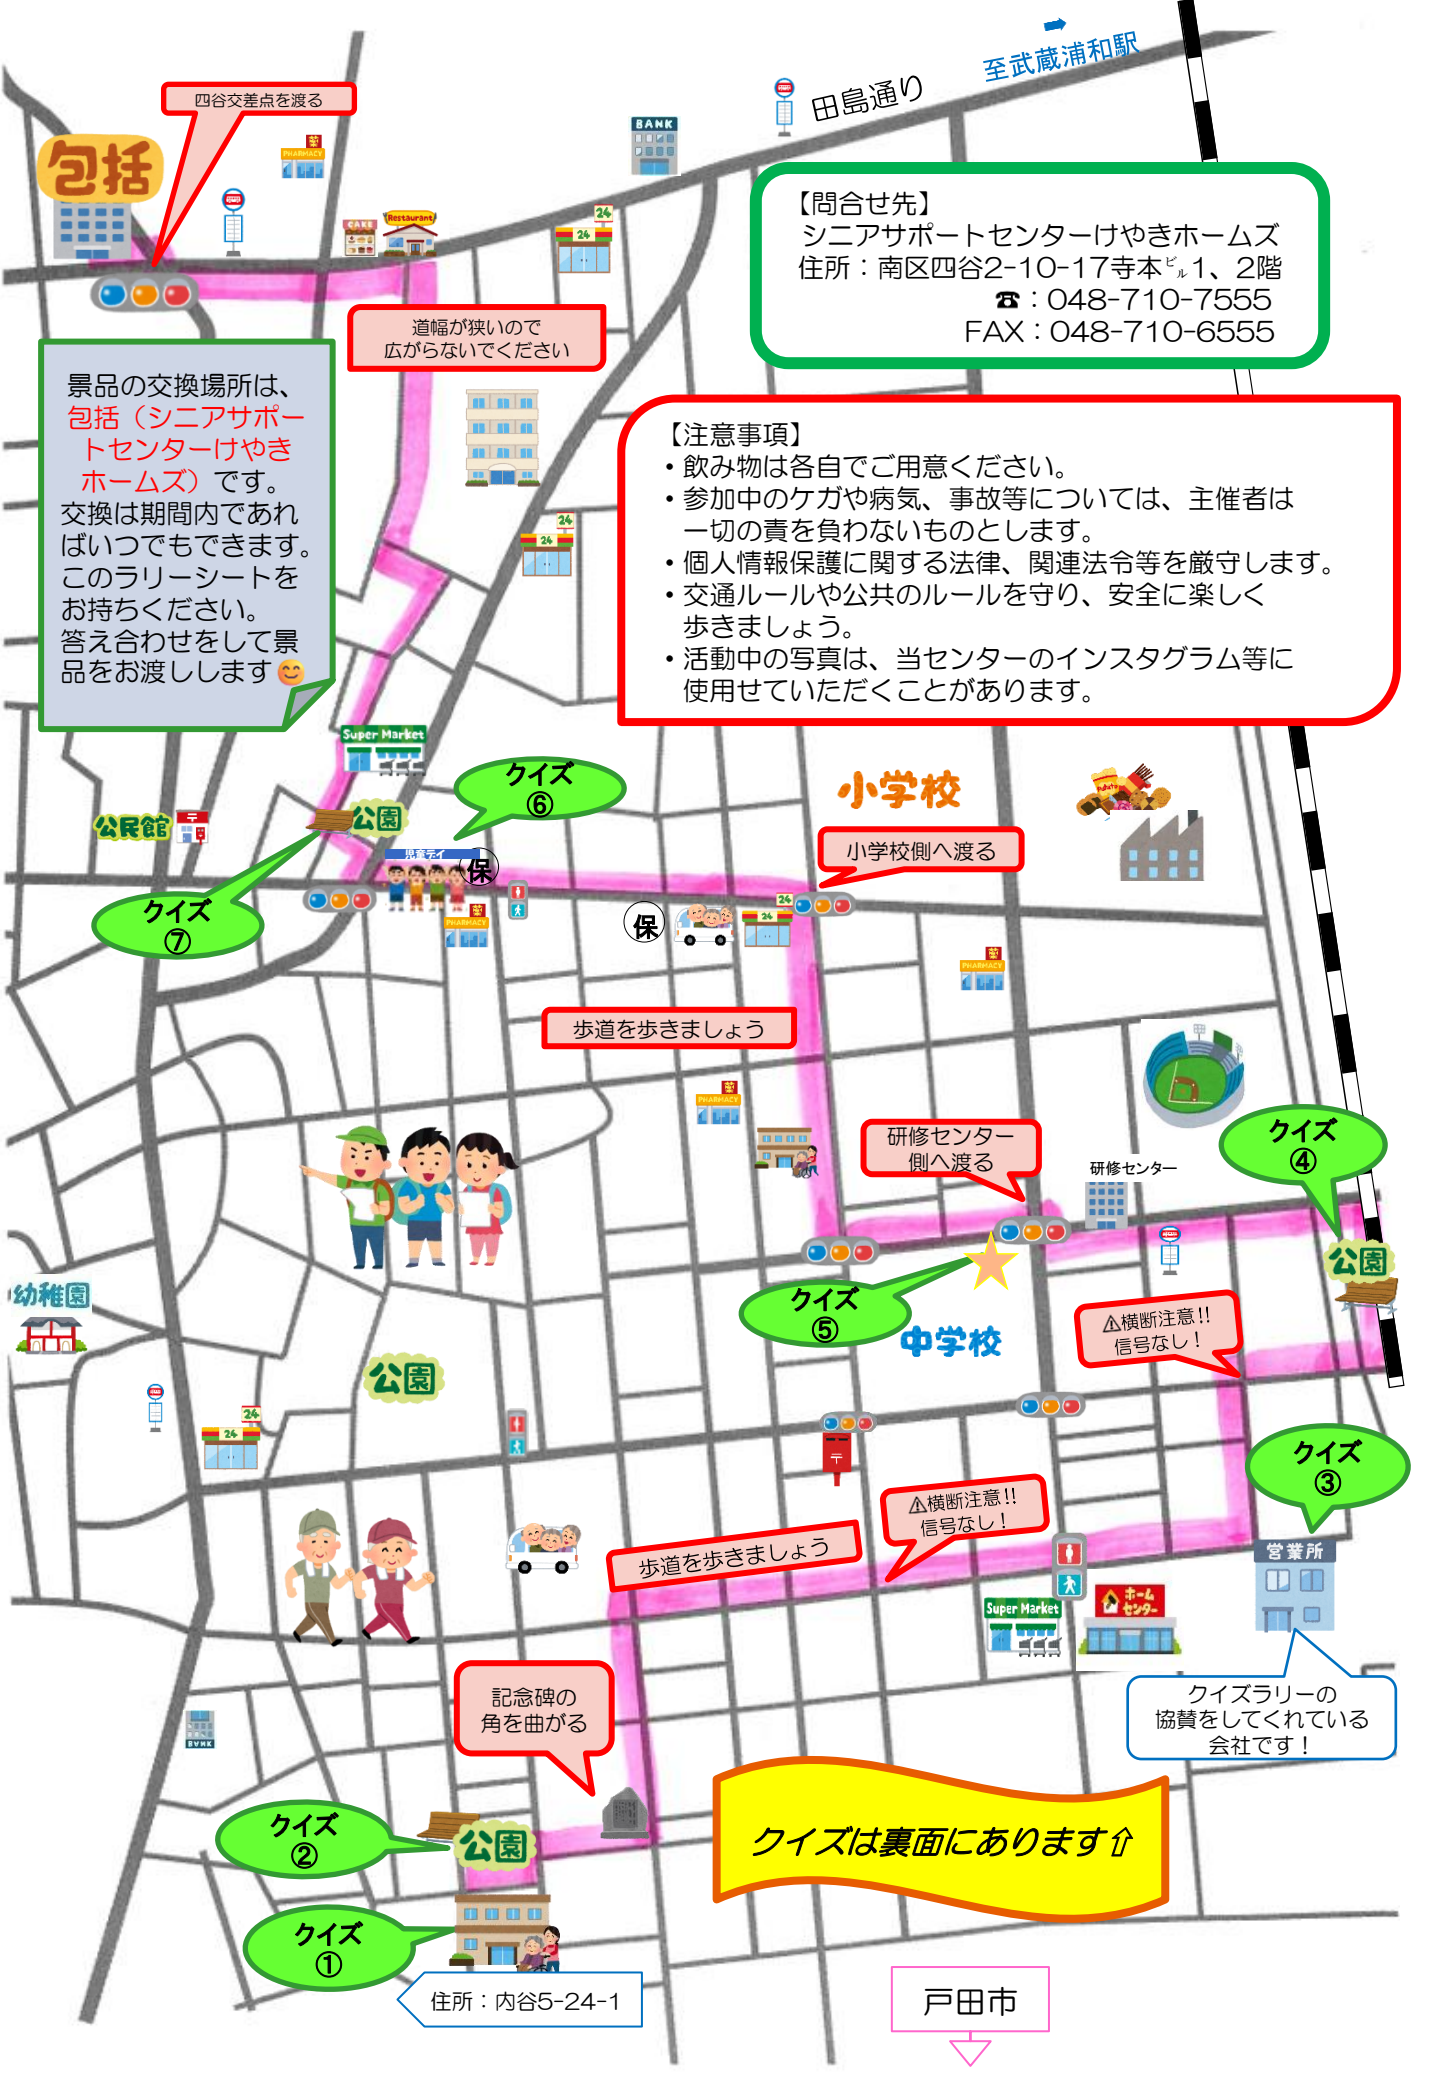 至武蔵浦和駅
田島通り
四谷交差点を渡る
包括
薬
PHARMACY
BANK
CAKE
Restaurant
24
24
【問合せ先】
シニアサポートセンターけやきホームズ
住所：南区四谷2-10-17寺本ビル1、2階
☎：048-710-7555
FAX：048-710-6555
道幅が狭いので
広がらないでください
景品の交換場所は、
包括（シニアサポー
トセンターけやき
ホームズ）です。
交換は期間内であれ
ばいつでもできます。
このラリーシートを
お持ちください。
答え合わせをして景
品をお渡しします😊
【注意事項】
・飲み物は各自でご用意ください。
・参加中のケガや病気、事故等については、主催者は
一切の責を負わないものとします。
・個人情報保護に関する法律、関連法令等を厳守します。
・交通ルールや公共のルールを守り、安全に楽しく
歩きましょう。
・活動中の写真は、当センターのインスタグラム等に
使用させていただくことがあります。
24
24
Super Market
クイズ
⑥
小学校
公民館
〒
公園
児童デイ
保
小学校側へ渡る
クイズ
⑦
薬
PHARMACY
保
24
24
薬
PHARMACY
歩道を歩きましょう
薬
PHARMACY
研修センター
側へ渡る
研修センター
クイズ
④
公園
幼稚園
クイズ
⑤
中学校
⚠横断注意!!
信号なし！
公園
24
24
〒
クイズ
③
⚠横断注意!!
信号なし！
歩道を歩きましょう
営業所
Super Market
ホーム
センター
記念碑の
角を曲がる
BANK
クイズラリーの
協賛をしてくれている
会社です！
クイズ
②
公園
クイズは裏面にあります⇧
クイズ
①
住所：内谷5-24-1
戸田市